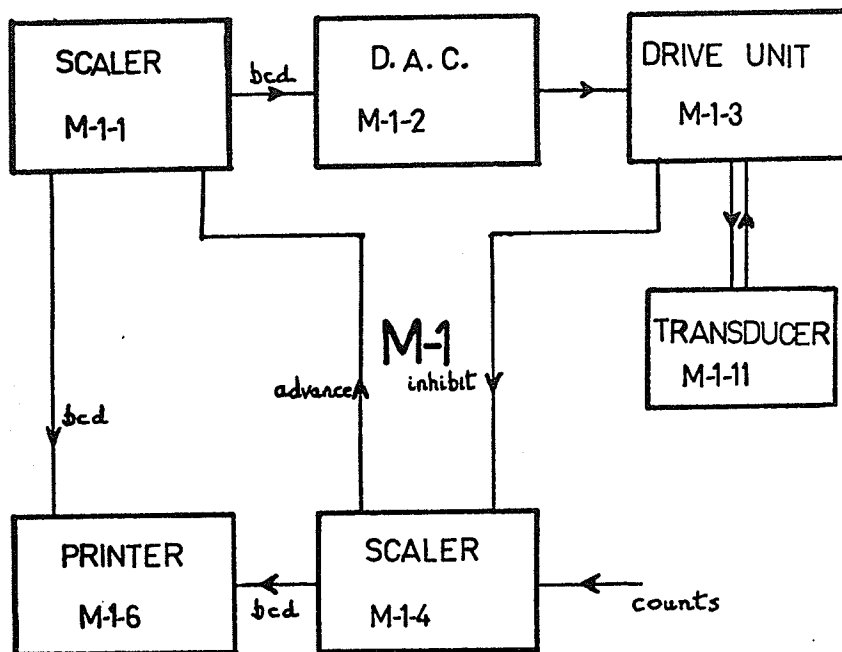 SCALER
M-1-1
bcd
D. A. C.
M-1-2
DRIVE UNIT
M-1-3
TRANSDUCER
M-1-11
M-1
advance
inhibit
bcd
PRINTER
M-1-6
bcd
SCALER
M-1-4
counts